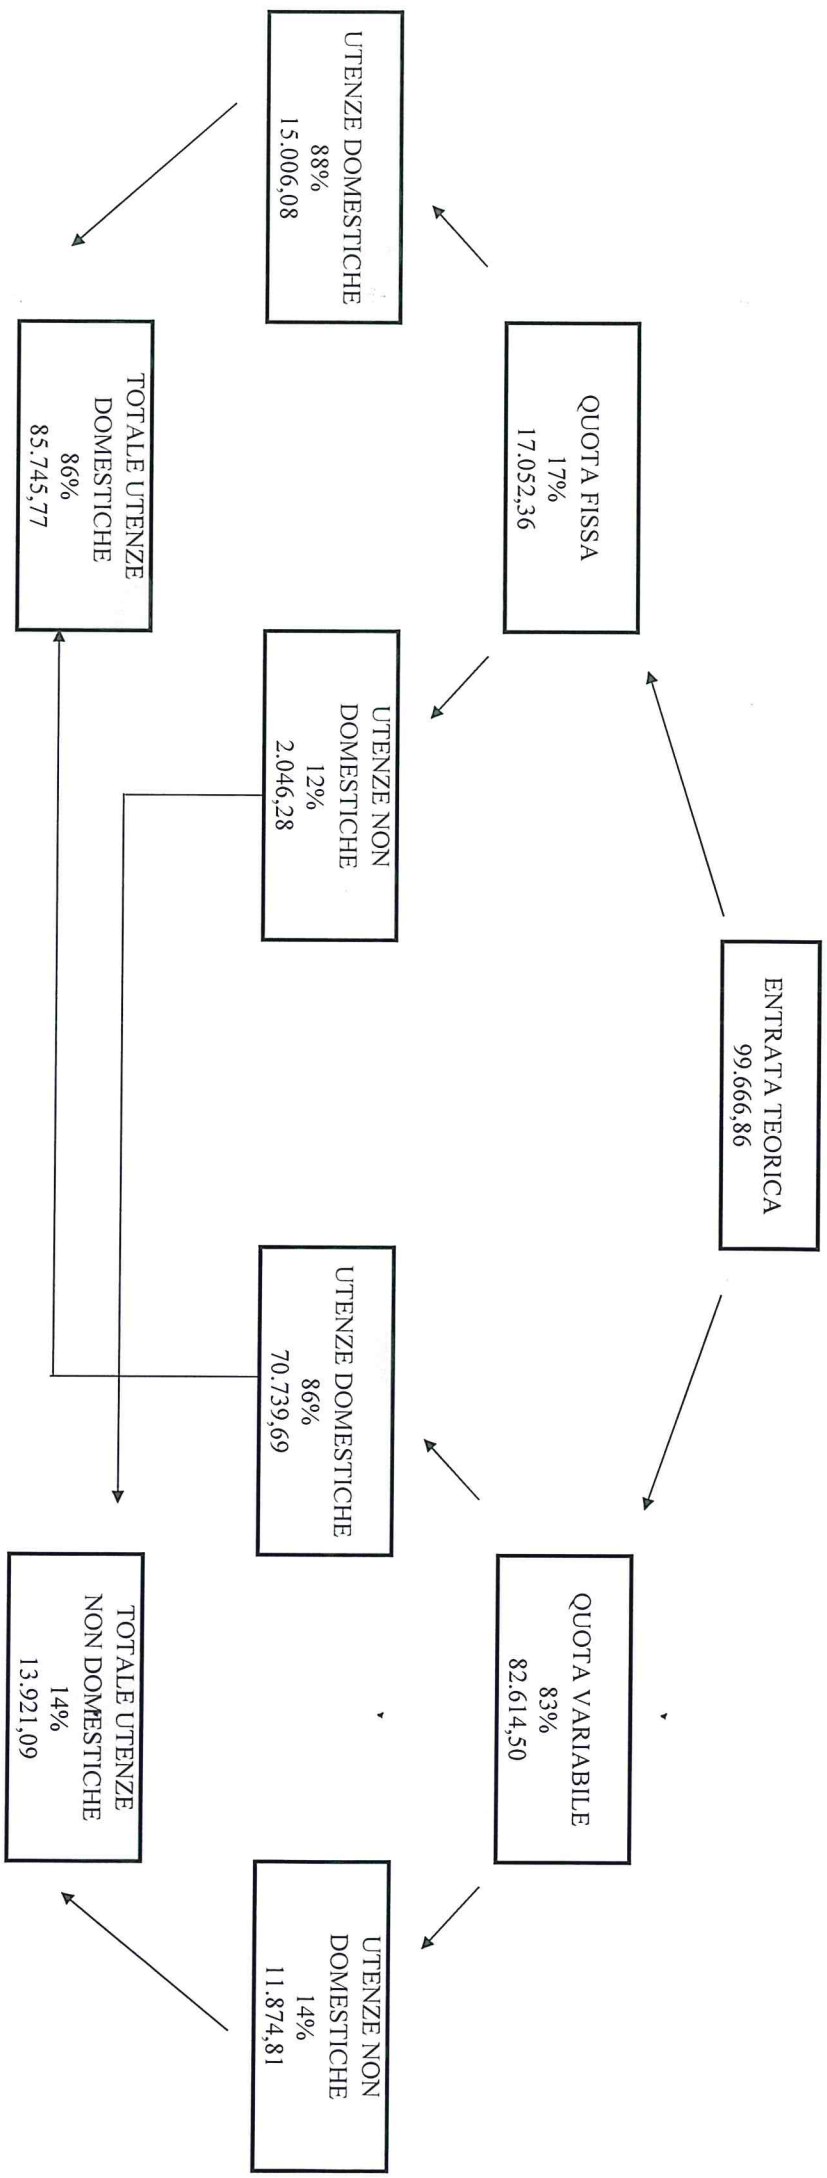 ENTRATA TEORICA
99.666,86
QUOTA FISSA
17%
17.052,36
QUOTA VARIABILE
83%
82.614,50
UTENZE DOMESTICHE
88%
15.006,08
UTENZE NON
DOMESTICHE
12%
2.046,28
UTENZE DOMESTICHE
86%
70.739,69
UTENZE NON
DOMESTICHE
14%
11.874,81
TOTALE UTENZE
DOMESTICHE
86%
85.745,77
TOTALE UTENZE
NON DOMESTICHE
14%
13.921,09